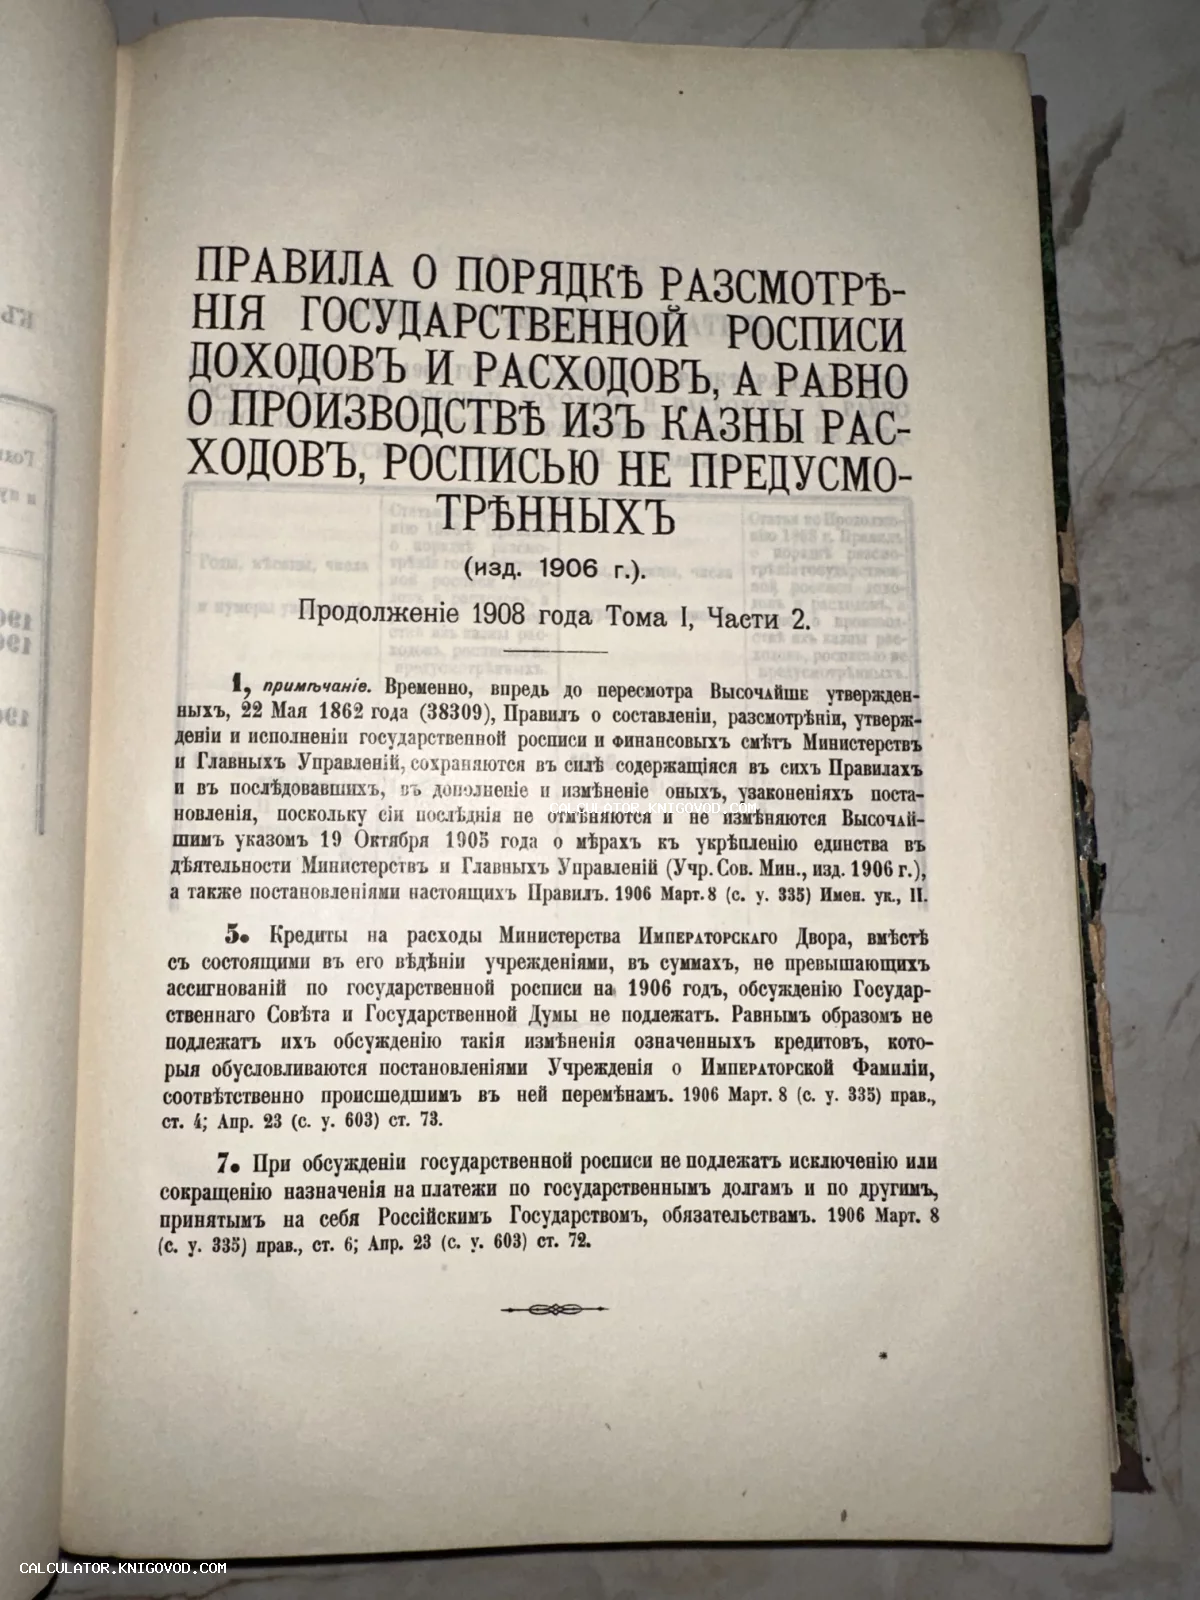 ПРАВИЛА О ПОРЯДКѢ РАЗСМОТРѢ-
НІЯ ГОСУДАРСТВЕННОЙ РОСПИСИ
ДОХОДОВЪ И РАСХОДОВЪ, А РАВНО
О ПРОИЗВОДСТВѢ ИЗЪ КАЗНЫ РАС-
ХОДОВЪ, РОСПИСЬЮ НЕ ПРЕДУСМО-
ТРѢННЫХЪ
(изд. 1906 г.).
Продолженіе 1908 года Тома I, Части 2.
1, примѣчаніе. Временно, впредь до пересмотра Высочайше утвержден-
ныхъ, 22 Мая 1862 года (38309), Правилъ о составленіи, разсмотрѣніи, утверж-
деніи и исполненіи государственной росписи и финансовыхъ смѣтъ Министерствъ
и Главныхъ Управленій, сохраняются въ силѣ содержащіяся въ сихъ Правилахъ
и въ послѣдовавшихъ, въ дополненіе и измѣненіе оныхъ, узаконеніяхъ поста-
новленія, поскольку сіи послѣднія не отмѣняются и не измѣняются Высочай-
шимъ указомъ 19 Октября 1905 года о мѣрахъ къ укрѣпленію единства въ
дѣятельности Министерствъ и Главныхъ Управленій (Учр. Сов. Мин., изд. 1906 г.),
а также постановленіями настоящихъ Правилъ. 1906 Март. 8 (с. у. 335) Имен. ук., II.
5. Кредиты на расходы Министерства Императорскаго Двора, вмѣстѣ
съ состоящими въ его вѣдѣніи учрежденіями, въ суммахъ, не превышающихъ
ассигнованій по государственной росписи на 1906 годъ, обсужденію Государ-
ственнаго Совѣта и Государственной Думы не подлежатъ. Равнымъ образомъ не
подлежатъ ихъ обсужденію такія измѣненія означенныхъ кредитовъ, кото-
рыя обусловливаются постановленіями Учрежденія о Императорской Фамиліи,
соотвѣтственно происшедшимъ въ ней перемѣнамъ. 1906 Март. 8 (с. у. 335) прав.,
ст. 4; Апр. 23 (с. у. 603) ст. 73.
7. При обсужденіи государственной росписи не подлежатъ исключенію или
сокращенію назначенія на платежи по государственнымъ долгамъ и по другимъ,
принятымъ на себя Россійскимъ Государствомъ, обязательствамъ. 1906 Март. 8
(с. у. 335) прав., ст. 6; Апр. 23 (с. у. 603) ст. 72.
*
CALCULATOR.KNIGOVOD.COM
CALCULATOR.KNIGOVOD.COM
CALCULATOR.KNIGOVOD.COM